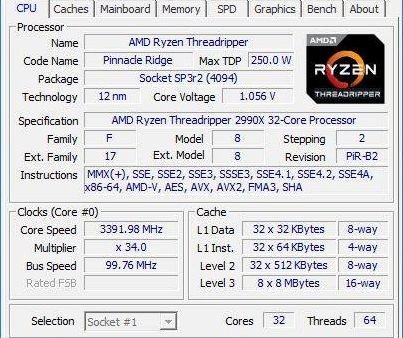 CPU Caches Mainboard Memory SPD Graphics Bench About
Processor
Name AMD Ryzen Threadripper
Code Name Pinnacle Ridge Max TDP 250.0 W
Package Socket SP3r2 (4094)
Technology 12 nm Core Voltage 1.056 V
AMD
RYZEN
THREADRIPPER
Specification AMD Ryzen Threadripper 2990X 32-Core Processor
Family F Model 8 Stepping 2
Ext. Family 17 Ext. Model 8 Revision PiR-B2
Instructions MMX(+), SSE, SSE2, SSE3, SSSE3, SSE4.1, SSE4.2, SSE4A,
x86-64, AMD-V, AES, AVX, AVX2, FMA3, SHA
Clocks (Core #0)
Core Speed 3391.98 MHz
Multiplier x 34.0
Bus Speed 99.76 MHz
Rated FSB
Cache
L1 Data 32 x 32 KBytes 8-way
L1 Inst. 32 x 64 KBytes 4-way
Level 2 32 x 512 KBytes 8-way
Level 3 8 x 8 MBytes 16-way
Selection Socket #1 Cores 32 Threads 64